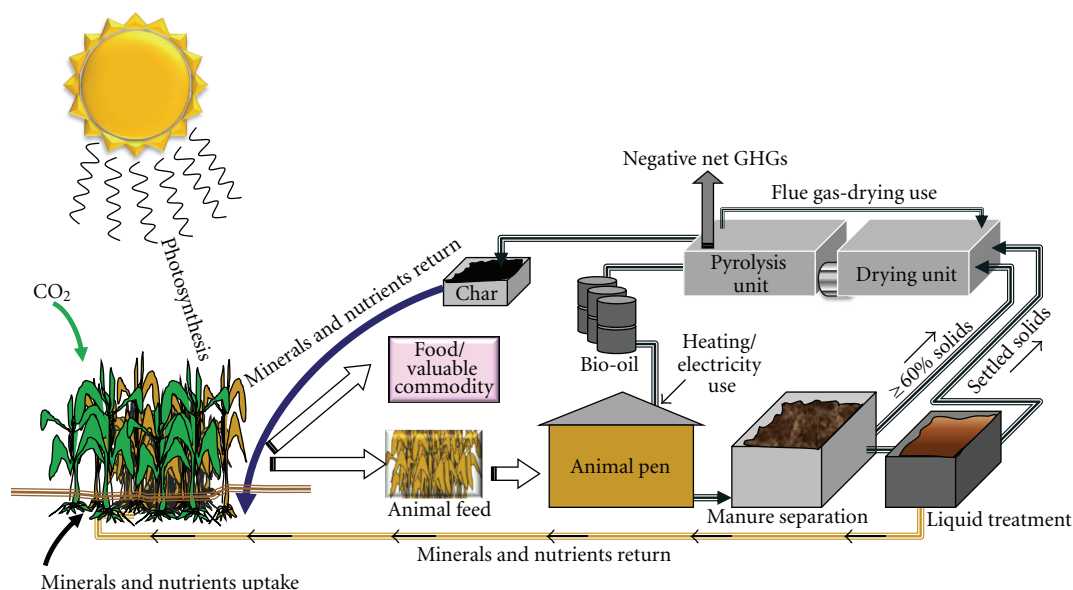 Negative net GHGs
Flue gas-drying use
Photosynthesis
CO₂
Minerals and nutrients return
Char
Pyrolysis
unit
Drying unit
Food/
valuable
commodity
Bio-oil
Heating/
electricity
use
≥60% solids
Settled solids
Animal feed
Animal pen
Manure separation
Liquid treatment
Minerals and nutrients return
Minerals and nutrients uptake